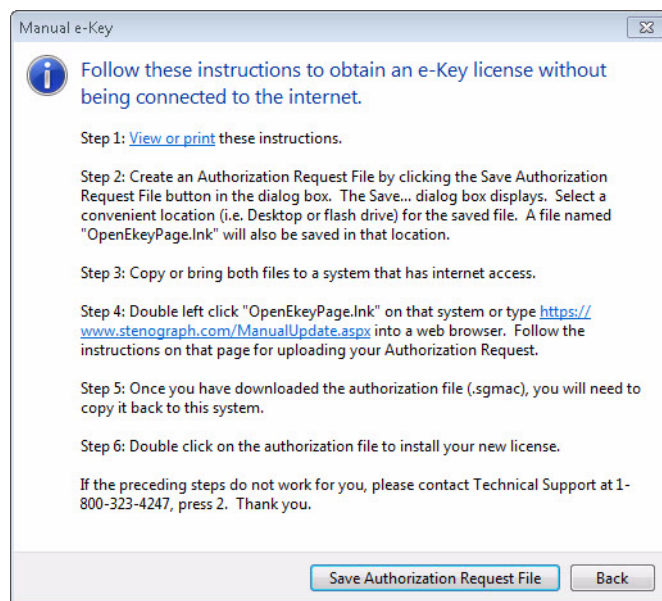 Manual e-Key
Follow these instructions to obtain an e-Key license without
being connected to the internet.
Step 1: View or print these instructions.
Step 2: Create an Authorization Request File by clicking the Save Authorization
Request File button in the dialog box.  The Save... dialog box displays.  Select a
convenient location (i.e. Desktop or flash drive) for the saved file.  A file named
"OpenEkeyPage.lnk" will also be saved in that location.
Step 3: Copy or bring both files to a system that has internet access.
Step 4: Double left click "OpenEkeyPage.lnk" on that system or type https://
www.stenograph.com/ManualUpdate.aspx into a web browser.  Follow the
instructions on that page for uploading your Authorization Request.
Step 5: Once you have downloaded the authorization file (.sgmac), you will need to
copy it back to this system.
Step 6: Double click on the authorization file to install your new license.
If the preceding steps do not work for you, please contact Technical Support at 1-
800-323-4247, press 2.  Thank you.
Save Authorization Request File
Back